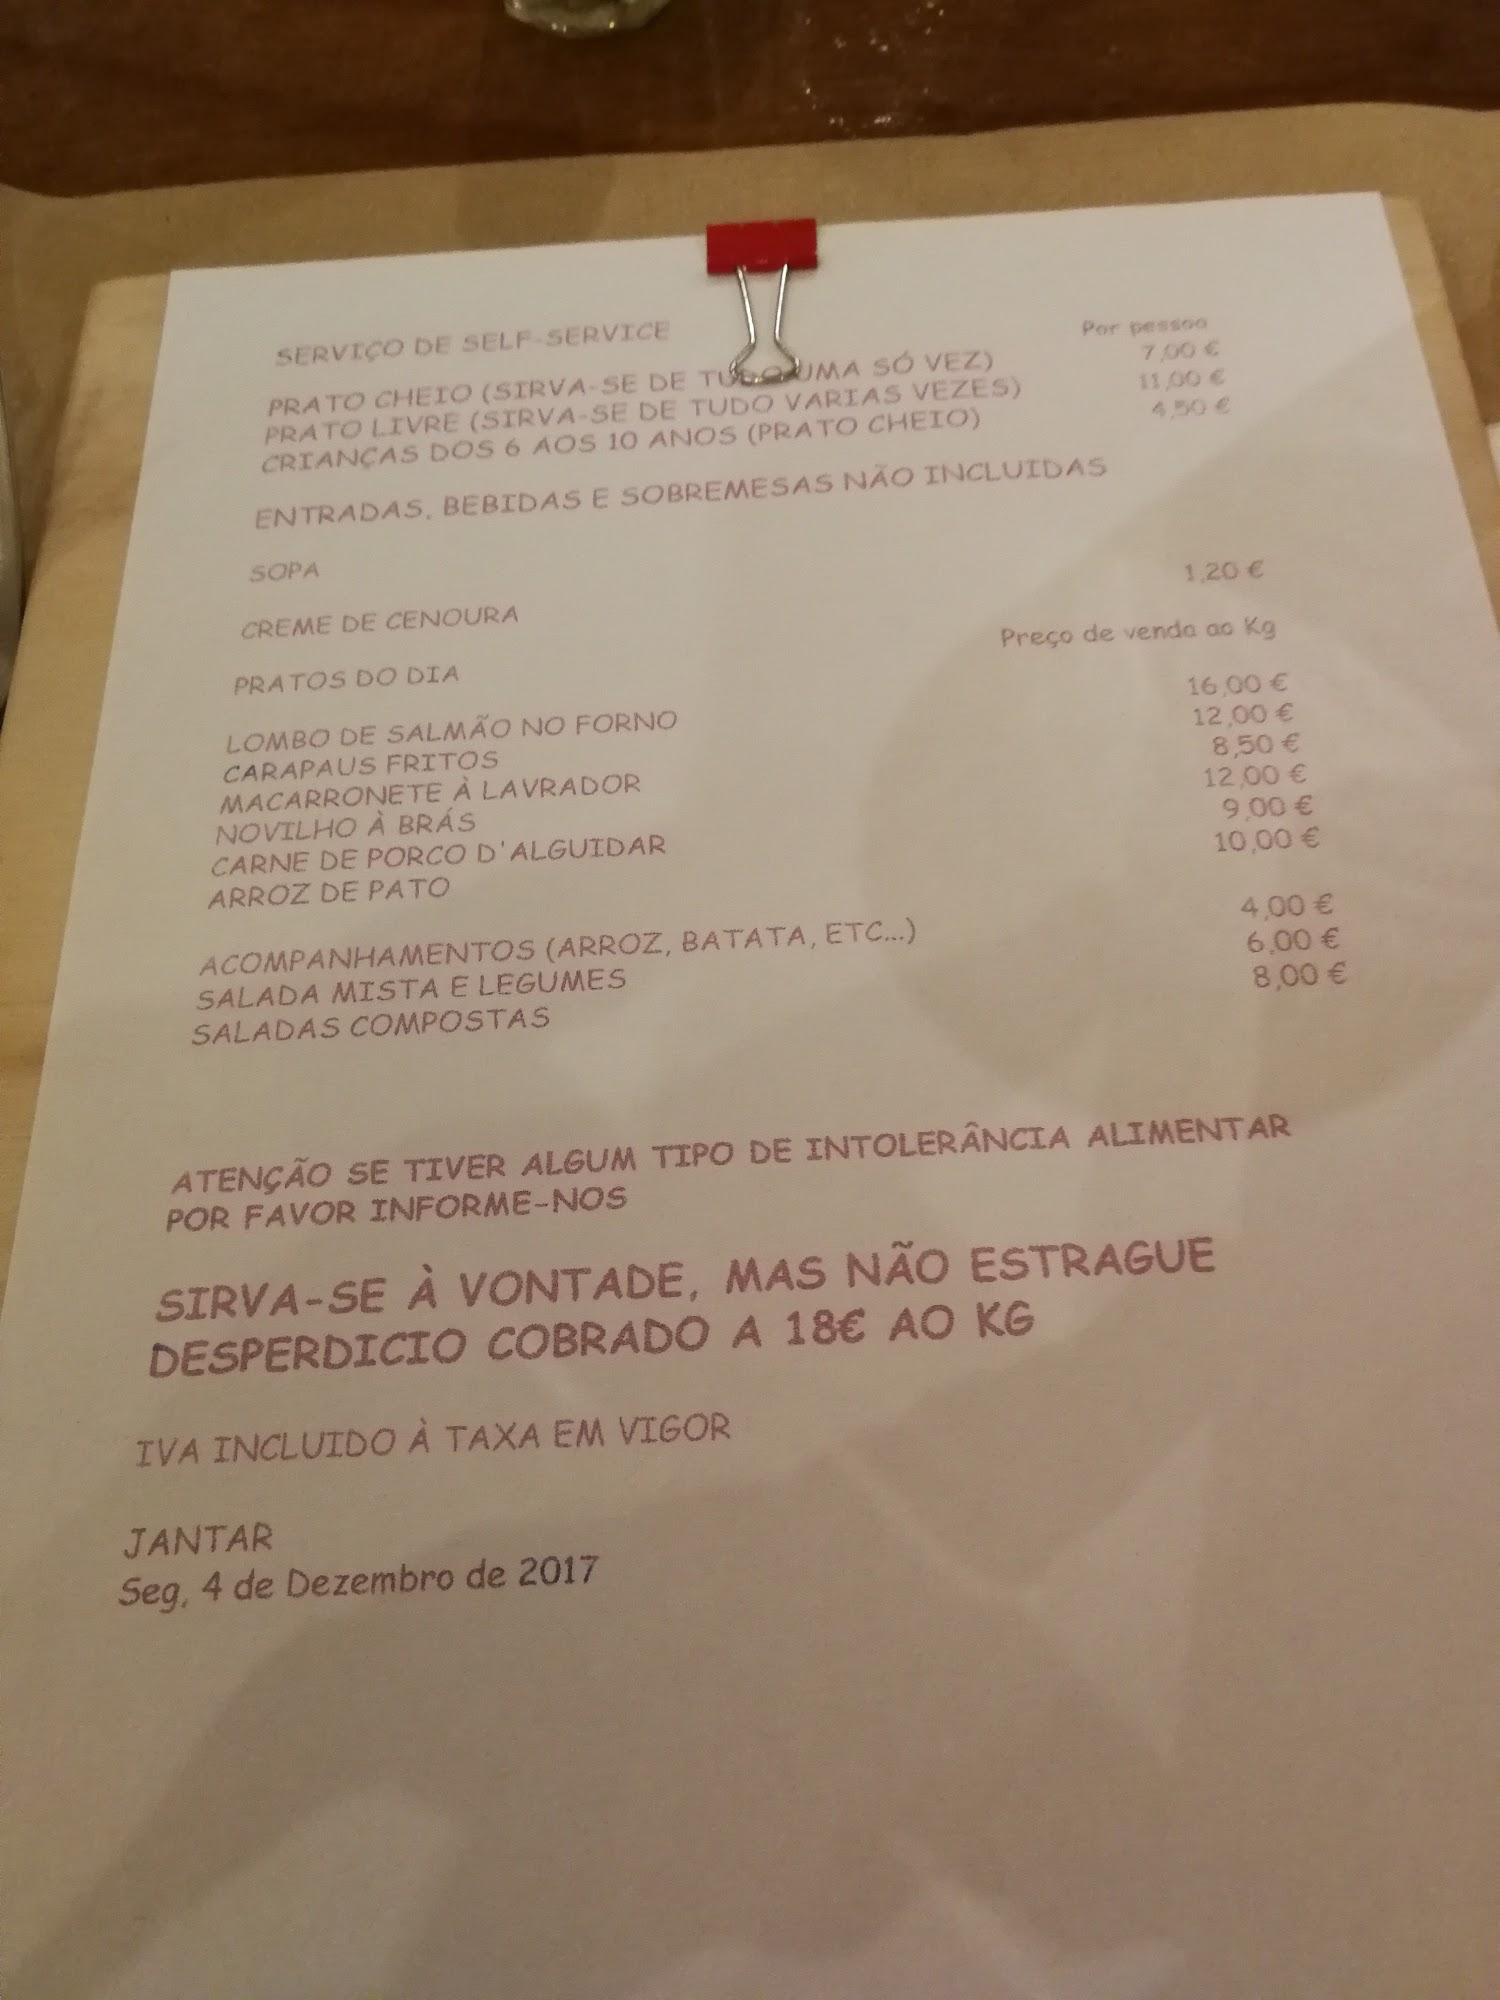 SERVIÇO DE SELF-SERVICE Por pessoa
PRATO CHEIO (SIRVA-SE DE TUDO UMA SÓ VEZ) 7,00 €
PRATO LIVRE (SIRVA-SE DE TUDO VARIAS VEZES) 11,00 €
CRIANÇAS DOS 6 AOS 10 ANOS (PRATO CHEIO) 4,50 €
ENTRADAS, BEBIDAS E SOBREMESAS NÃO INCLUIDAS
SOPA
CREME DE CENOURA 1,20 €
PRATOS DO DIA Preço de venda ao Kg
LOMBO DE SALMÃO NO FORNO 16,00 €
CARAPAUS FRITOS 12,00 €
MACARRONETE À LAVRADOR 8,50 €
NOVILHO À BRÁS 12,00 €
CARNE DE PORCO D'ALGUIDAR 9,00 €
ARROZ DE PATO 10,00 €
ACOMPANHAMENTOS (ARROZ, BATATA, ETC...) 4,00 €
SALADA MISTA E LEGUMES 6,00 €
SALADAS COMPOSTAS 8,00 €
ATENÇÃO SE TIVER ALGUM TIPO DE INTOLERÂNCIA ALIMENTAR
POR FAVOR INFORME-NOS
SIRVA-SE À VONTADE, MAS NÃO ESTRAGUE
DESPERDICIO COBRADO A 18€ AO KG
IVA INCLUIDO À TAXA EM VIGOR
JANTAR
Seg, 4 de Dezembro de 2017